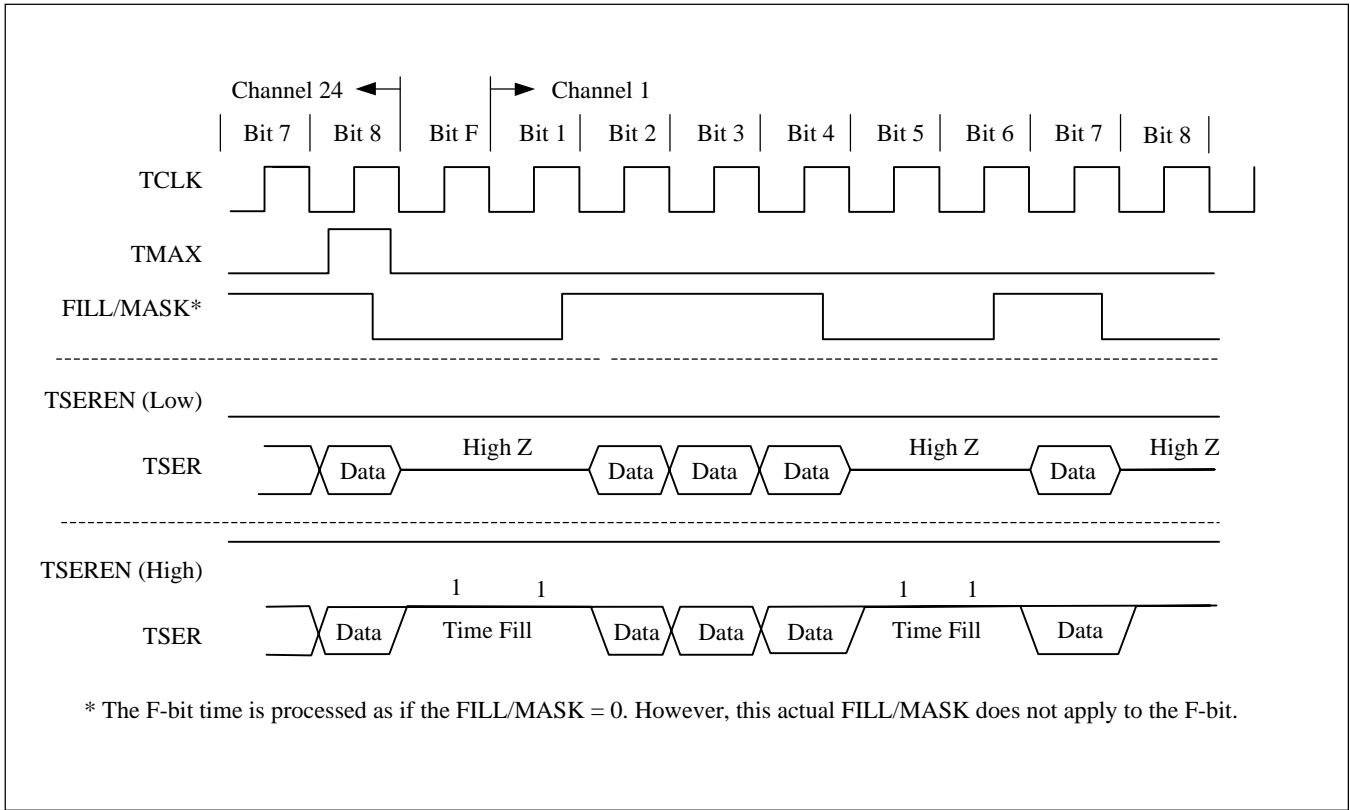 Channel 24 Channel 1
Bit 7 Bit 8 Bit F Bit 1 Bit 2 Bit 3 Bit 4 Bit 5 Bit 6 Bit 7 Bit 8
TCLK
TMAX
FILL/MASK*
TSEREN (Low)
High Z High Z High Z
TSER Data Data Data Data Data
TSEREN (High)
1 1 1 1
TSER Data Time Fill Data Data Data Time Fill Data
* The F-bit time is processed as if the FILL/MASK = 0. However, this actual FILL/MASK does not apply to the F-bit.